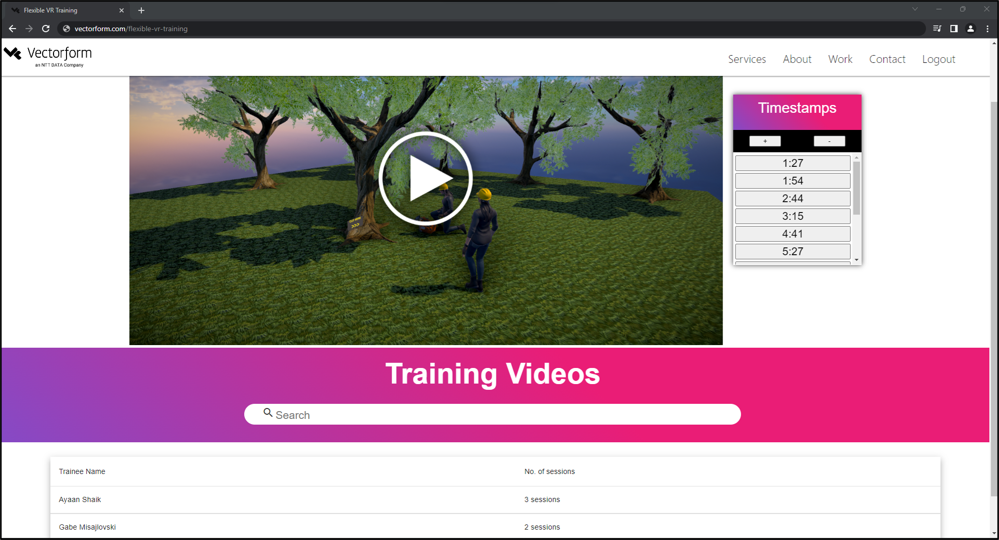 Flexible VR Training
vectorform.com/flexible-vr-training
Vectorform
an NTT DATA Company
Services About Work Contact Logout
CUT HERE
>>>
Timestamps
+ -
1:27
1:54
2:44
3:15
4:41
5:27
Training Videos
Search
Trainee Name No. of sessions
Ayaan Shaik 3 sessions
Gabe Misajlovski 2 sessions